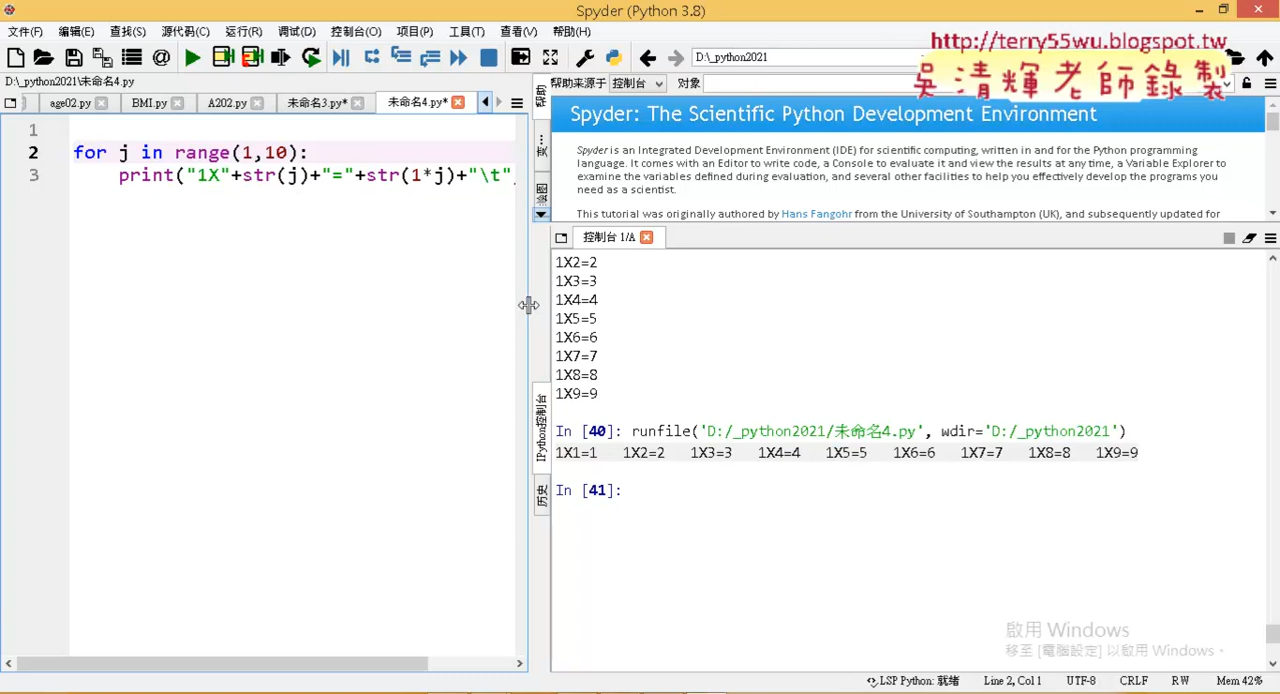 Spyder (Python 3.8)
文件(F) 编辑(E) 查找(S) 源代码(C) 运行(R) 调试(D) 控制台(O) 项目(P) 工具(T) 查看(V) 帮助(H)
http://terry55wu.blogspot.tw
D:\_python2021
吳清輝老師錄製
D:\_python2021\未命名4.py
帮助来源于 控制台 对象
age02.py BMI.py A202.py 未命名3.py* 未命名4.py*
帮助
1
2 for j in range(1,10):
3 print("1X"+str(j)+"="+str(1*j)+"\t"
Spyder: The Scientific Python Development Environment
Spyder is an Integrated Development Environment (IDE) for scientific computing, written in and for the Python programming
language. It comes with an Editor to write code, a Console to evaluate it and view the results at any time, a Variable Explorer to
examine the variables defined during evaluation, and several other facilities to help you effectively develop the programs you
need as a scientist.
This tutorial was originally authored by Hans Fangohr from the University of Southampton (UK), and subsequently updated for
变...
绘图
控制台 1/A
1X2=2
1X3=3
1X4=4
1X5=5
1X6=6
1X7=7
1X8=8
1X9=9
In [40]: runfile('D:/_python2021/未命名4.py', wdir='D:/_python2021')
1X1=1 1X2=2 1X3=3 1X4=4 1X5=5 1X6=6 1X7=7 1X8=8 1X9=9
In [41]:
IPython控制台
历史
啟用 Windows
移至 [電腦設定] 以啟用 Windows。
LSP Python: 就绪 Line 2, Col 1 UTF-8 CRLF RW Mem 42%